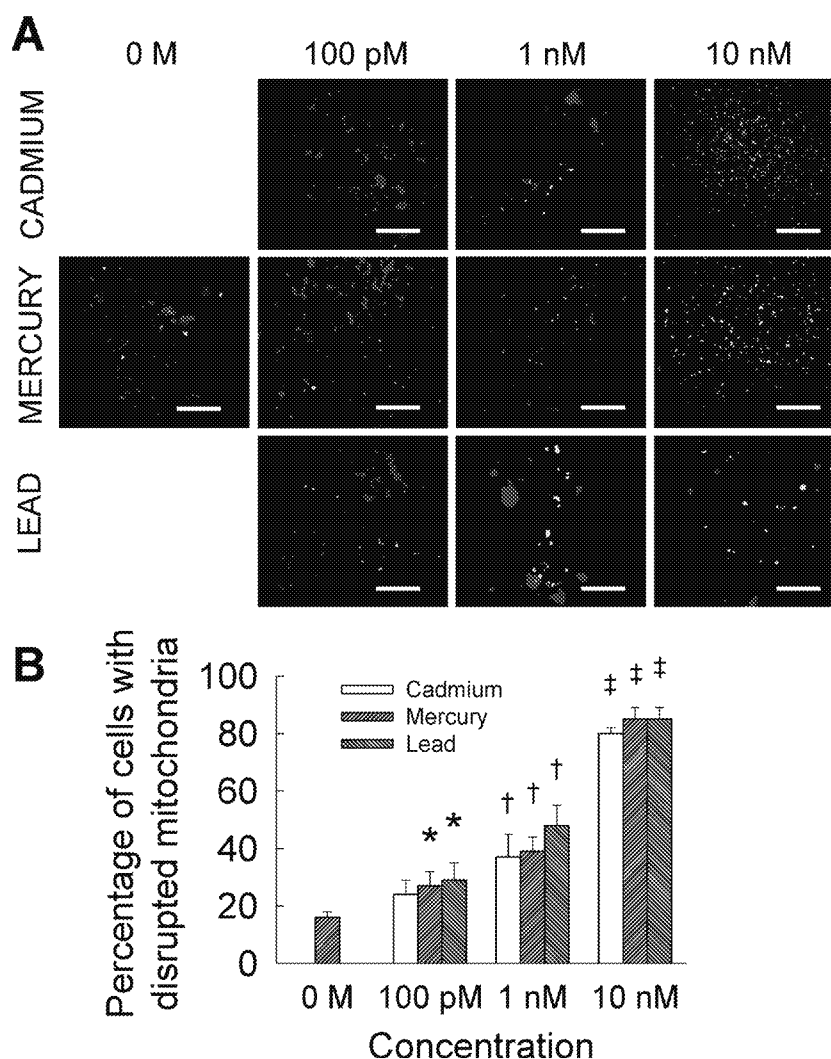 A
0 M 100 pM 1 nM 10 nM
CADMIUM
MERCURY
LEAD
B
Percentage of cells with
disrupted mitochondria
100
80
60
40
20
0
Cadmium
Mercury
Lead
* *
† † †
‡ ‡ ‡
0 M 100 pM 1 nM 10 nM
Concentration